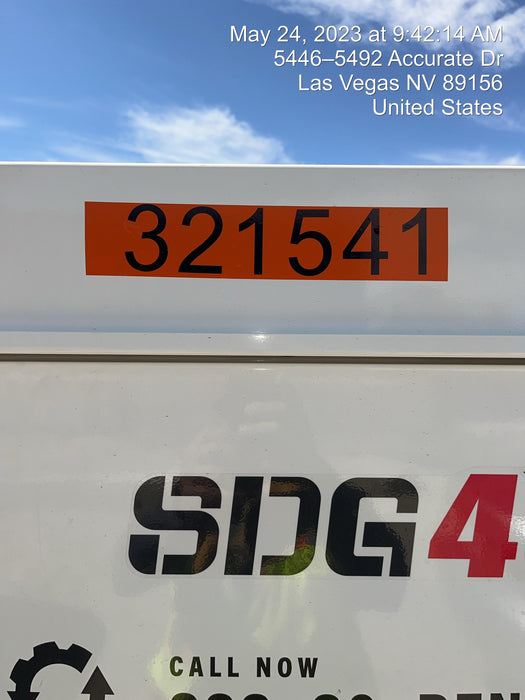 May 24, 2023 at 9:42:14 AM
5446–5492 Accurate Dr
Las Vegas NV 89156
United States
321541
SDG4
CALL NOW